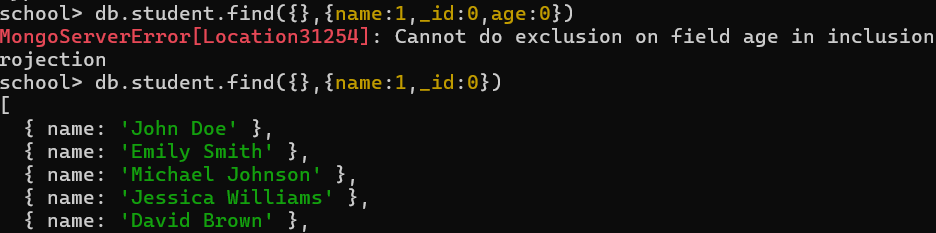 school> db.student.find({},{name:1,_id:0,age:0})
MongoServerError[Location31254]: Cannot do exclusion on field age in inclusion
rojection
school> db.student.find({},{name:1,_id:0})
[
  { name: 'John Doe' },
  { name: 'Emily Smith' },
  { name: 'Michael Johnson' },
  { name: 'Jessica Williams' },
  { name: 'David Brown' },